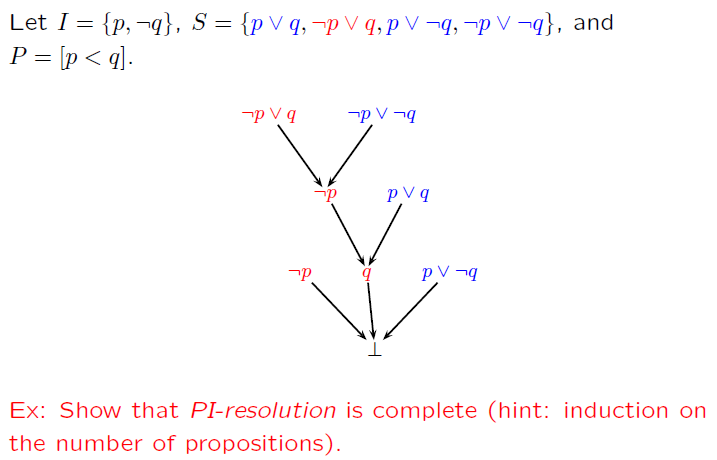 Let I = {p, ¬q}, S = {p ∨ q, ¬p ∨ q, p ∨ ¬q, ¬p ∨ ¬q}, and
P = [p < q].
¬p ∨ q ¬p ∨ ¬q
¬p p ∨ q
¬p q p ∨ ¬q
⊥
Ex: Show that PI-resolution is complete (hint: induction on
the number of propositions).